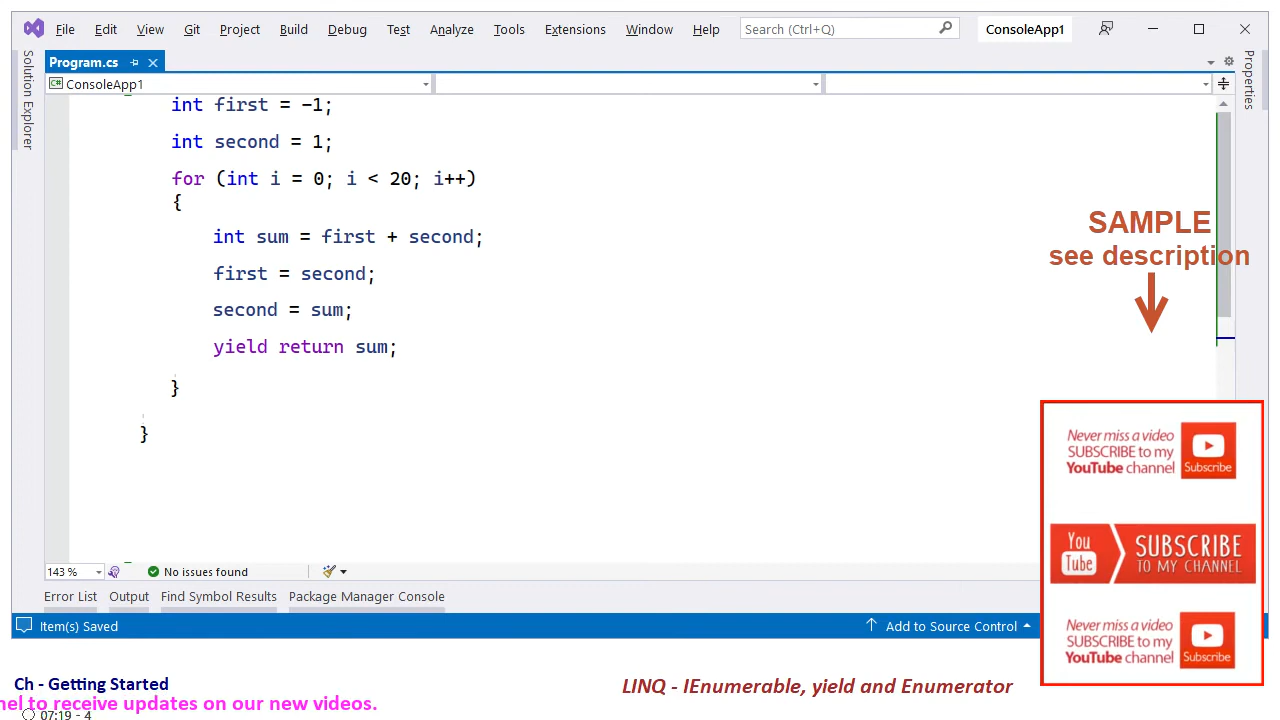 File Edit View Git Project Build Debug Test Analyze Tools Extensions Window Help Search (Ctrl+Q) ConsoleApp1
Solution Explorer
Program.cs
Properties
C# ConsoleApp1
int first = -1;
int second = 1;
for (int i = 0; i < 20; i++)
{
int sum = first + second;
first = second;
second = sum;
yield return sum;
}
}
SAMPLE
see description
Never miss a video
SUBSCRIBE to my
YouTube channel
Subscribe
You
Tube
SUBSCRIBE
TO MY CHANNEL
Never miss a video
SUBSCRIBE to my
YouTube channel
Subscribe
143 % No issues found
Error List Output Find Symbol Results Package Manager Console
Item(s) Saved Add to Source Control
Ch - Getting Started
LINQ - IEnumerable, yield and Enumerator
nel to receive updates on our new videos.
07:19 - 4